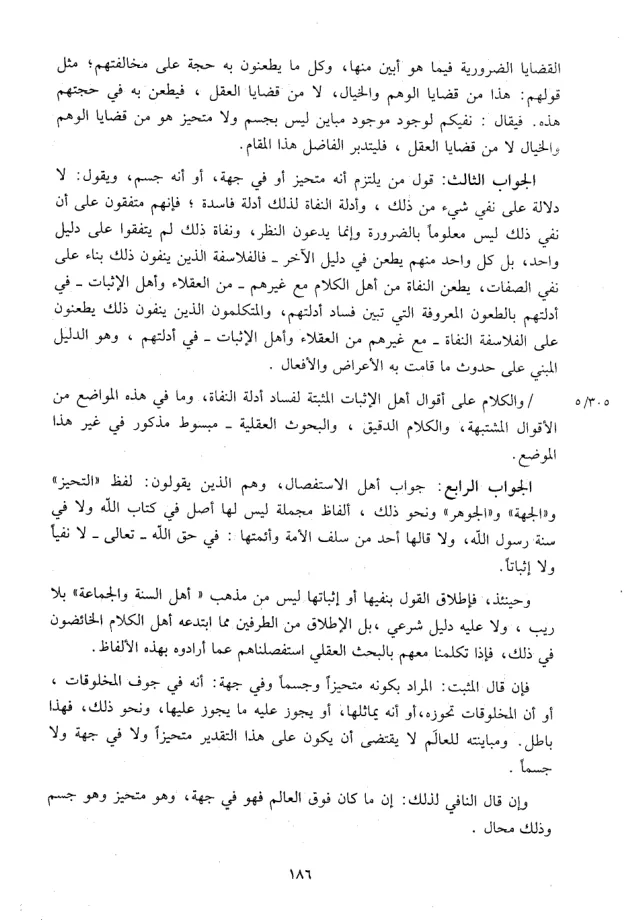 القضايا الضرورية فيما هو أبين منها، وكل ما يطعنون به حجة على مخالفتهم؛ مثل
قولهم: هذا من قضايا الوهم والخيال، لا من قضايا العقل ، فيطعن به في حجتهم
هذه. فيقال : نفيكم لوجود موجود مباين ليس بجسم ولا متحيز هو من قضايا الوهم
والخيال لا من قضايا العقل ، فليتدبر الفاضل هذا المقام.
الجواب الثالث: قول من يلتزم أنه متحيز أو في جهة، أو أنه جسم، ويقول: لا
دلالة على نفي شيء من ذلك ، وأدلة النفاة لذلك أدلة فاسدة ؛ فإنهم متفقون على أن
نفي ذلك ليس معلوماً بالضرورة وإنما يدعون النظر، ونفاة ذلك لم يتفقوا على دليل
واحد، بل كل واحد منهم يطعن في دليل الآخر ـ فالفلاسفة الذين ينفون ذلك بناء على
نفي الصفات، يطعن النفاة من أهل الكلام مع غيرهم ـ من العقلاء وأهل الإثبات ـ في
أدلتهم بالطعون المعروفة التي تبين فساد أدلتهم، والمتكلمون الذين ينفون ذلك يطعنون
على الفلاسفة النفاة ـ مع غيرهم من العقلاء وأهل الإثبات ـ في أدلتهم ، وهو الدليل
المبني على حدوث ما قامت به الأعراض والأفعال .
٥/٣٠٥ / والكلام على أقوال أهل الإثبات المثبتة لفساد أدلة النفاة، وما في هذه المواضع من
الأقوال المشتبهة، والكلام الدقيق ، والبحوث العقلية ـ مبسوط مذكور في غير هذا
الموضع.
الجواب الرابع: جواب أهل الاستفصال، وهم الذين يقولون: لفظ «التحيز»
و«الجهة» و«الجوهر» ونحو ذلك ، ألفاظ مجملة ليس لها أصل في كتاب الله ولا في
سنة رسول الله، ولا قالها أحد من سلف الأمة وأئمتها : في حق الله ـ تعالى ـ لا نفياً
ولا إثباتاً.
وحينئذ، فإطلاق القول بنفيها أو إثباتها ليس من مذهب « أهل السنة والجماعة» بلا
ريب ، ولا عليه دليل شرعي ،بل الإطلاق من الطرفين مما ابتدعه أهل الكلام الخائضون
في ذلك، فإذا تكلمنا معهم بالبحث العقلي استفصلناهم عما أرادوه بهذه الألفاظ.
فإن قال المثبت: المراد بكونه متحيزاً وجسماً وفي جهة: أنه في جوف المخلوقات ،
أو أن المخلوقات تحوزه،أو أنه يماثلها، أو يجوز عليه ما يجوز عليها، ونحو ذلك، فهذا
باطل. ومباينته للعالَم لا يقتضى أن يكون على هذا التقدير متحيزاً ولا في جهة ولا
جسماً .
وإن قال النافي لذلك: إن ما كان فوق العالم فهو في جهة، وهو متحيز وهو جسم
وذلك محال .
١٨٦